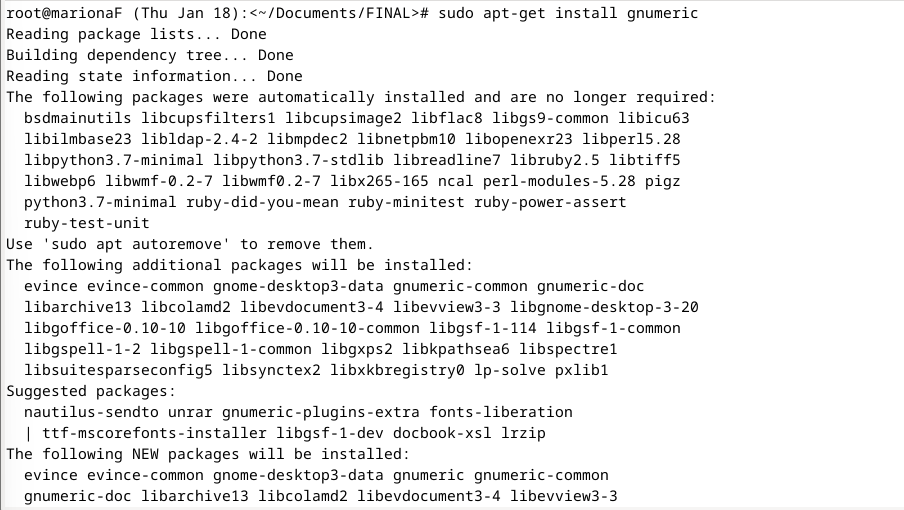 root@marionaF (Thu Jan 18):<~/Documents/FINAL># sudo apt-get install gnumeric
Reading package lists... Done
Building dependency tree... Done
Reading state information... Done
The following packages were automatically installed and are no longer required:
  bsdmainutils libcupsfilters1 libcupsimage2 libflac8 libgs9-common libicu63
  libilmbase23 libldap-2.4-2 libmpdec2 libnetpbm10 libopenexr23 libperl5.28
  libpython3.7-minimal libpython3.7-stdlib libreadline7 libruby2.5 libtiff5
  libwebp6 libwmf-0.2-7 libwmf0.2-7 libx265-165 ncal perl-modules-5.28 pigz
  python3.7-minimal ruby-did-you-mean ruby-minitest ruby-power-assert
  ruby-test-unit
Use 'sudo apt autoremove' to remove them.
The following additional packages will be installed:
  evince evince-common gnome-desktop3-data gnumeric-common gnumeric-doc
  libarchive13 libcolamd2 libevdocument3-4 libevview3-3 libgnome-desktop-3-20
  libgoffice-0.10-10 libgoffice-0.10-10-common libgsf-1-114 libgsf-1-common
  libgspell-1-2 libgspell-1-common libgxps2 libkpathsea6 libspectre1
  libsuitesparseconfig5 libsynctex2 libxkbregistry0 lp-solve pxlib1
Suggested packages:
  nautilus-sendto unrar gnumeric-plugins-extra fonts-liberation
  | ttf-mscorefonts-installer libgsf-1-dev docbook-xsl lrzip
The following NEW packages will be installed:
  evince evince-common gnome-desktop3-data gnumeric gnumeric-common
  gnumeric-doc libarchive13 libcolamd2 libevdocument3-4 libevview3-3